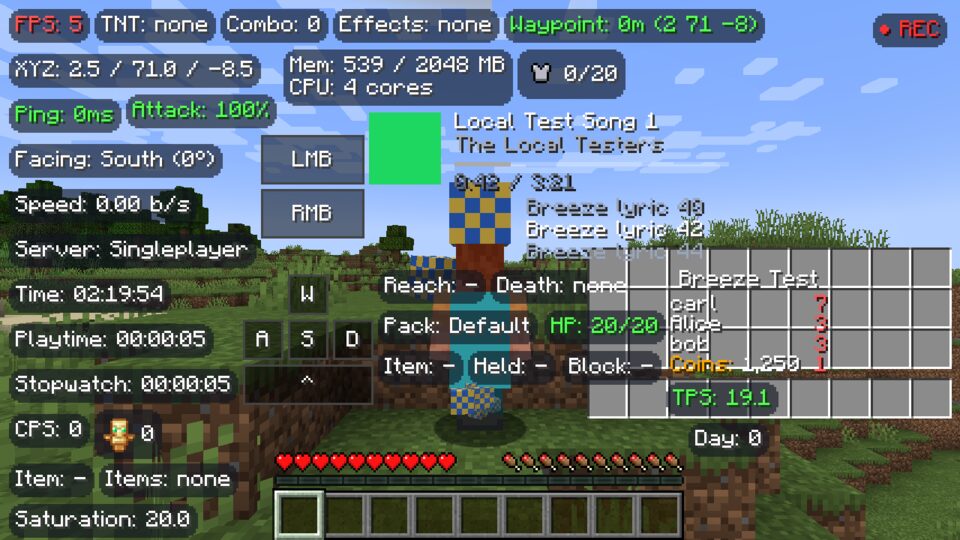 FPS: 5 TNT: none Combo: 0 Effects: none Waypoint: 0m (2 71 -8) REC
XYZ: 2.5 / 71.0 / -8.5
Mem: 539 / 2048 MB
CPU: 4 cores
0/20
Ping: 0ms Attack: 100%
Local Test Song 1
The Local Testers
0:42 / 3:21
Facing: South (0°)
LMB
RMB
Speed: 0.00 b/s
Breeze lyric 40
Breeze lyric 42
Breeze lyric 44
Server: Singleplayer
Time: 02:19:54
W
Reach: - Death: none
Breeze Test
carl 7
Alice 3
bob 3
Coins: 1,250 1
Playtime: 00:00:05
A S D
Pack: Default HP: 20/20
Item: - Held: - Block: -
Stopwatch: 00:00:05
^
TPS: 19.1
CPS: 0 0
Day: 0
Item: - Items: none
Saturation: 20.0